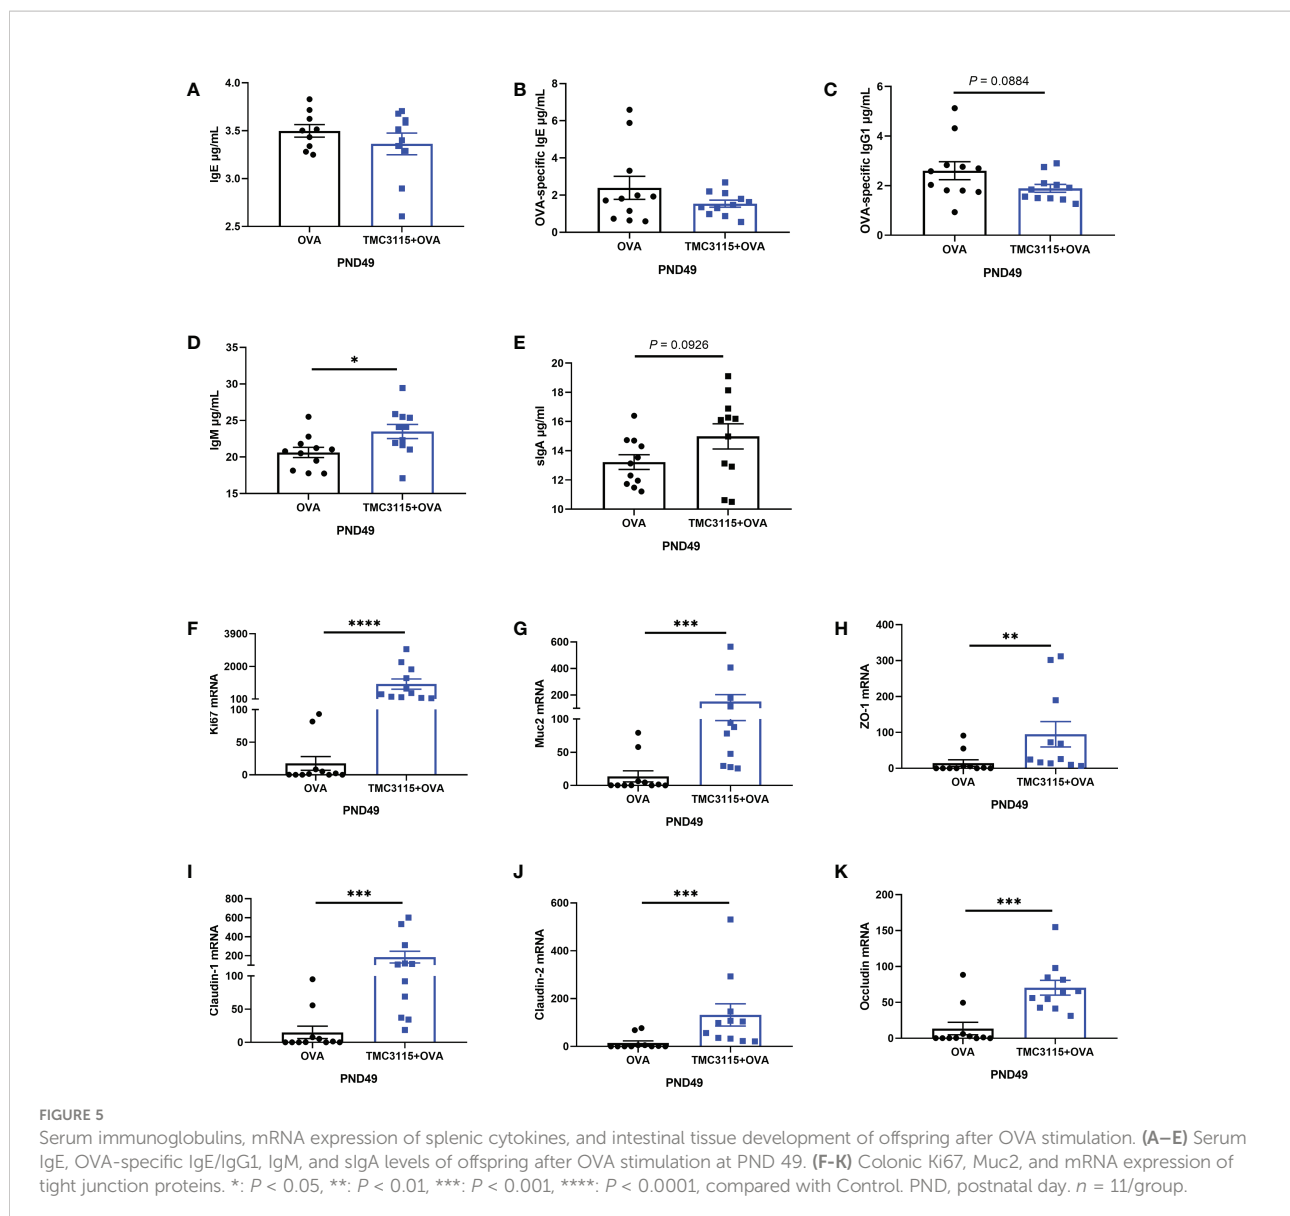 A
IgE µg/mL
4.0
3.5
3.0
2.5
OVA
TMC3115+OVA
PND49
B
OVA-specific IgE µg/mL
8
6
4
2
0
OVA
TMC3115+OVA
PND49
C
P = 0.0884
OVA-specific IgG1 µg/mL
6
4
2
0
OVA
TMC3115+OVA
PND49
D
*
IgM µg/mL
35
30
25
20
15
OVA
TMC3115+OVA
PND49
E
P = 0.0926
sIgA µg/ml
20
18
16
14
12
10
OVA
TMC3115+OVA
PND49
F
****
Ki67 mRNA
3900
2000
100
100
50
0
OVA
TMC3115+OVA
PND49
G
***
Muc2 mRNA
600
400
200
100
50
0
OVA
TMC3115+OVA
PND49
H
**
ZO-1 mRNA
400
300
200
100
0
OVA
TMC3115+OVA
PND49
I
***
Claudin-1 mRNA
800
600
400
200
100
50
0
OVA
TMC3115+OVA
PND49
J
***
Claudin-2 mRNA
600
400
200
0
OVA
TMC3115+OVA
PND49
K
***
Occludin mRNA
200
150
100
50
0
OVA
TMC3115+OVA
PND49
FIGURE 5
Serum immunoglobulins, mRNA expression of splenic cytokines, and intestinal tissue development of offspring after OVA stimulation. (A–E) Serum
IgE, OVA-specific IgE/IgG1, IgM, and sIgA levels of offspring after OVA stimulation at PND 49. (F-K) Colonic Ki67, Muc2, and mRNA expression of
tight junction proteins. *: P < 0.05, **: P < 0.01, ***: P < 0.001, ****: P < 0.0001, compared with Control. PND, postnatal day. n = 11/group.